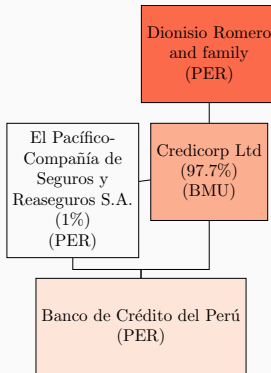 Dionisio Romero
and family
(PER)
El Pacífico-
Compañía de
Seguros y
Reaseguros S.A.
(1%)
(PER)
Credicorp Ltd
(97.7%)
(BMU)
Banco de Crédito del Perú
(PER)